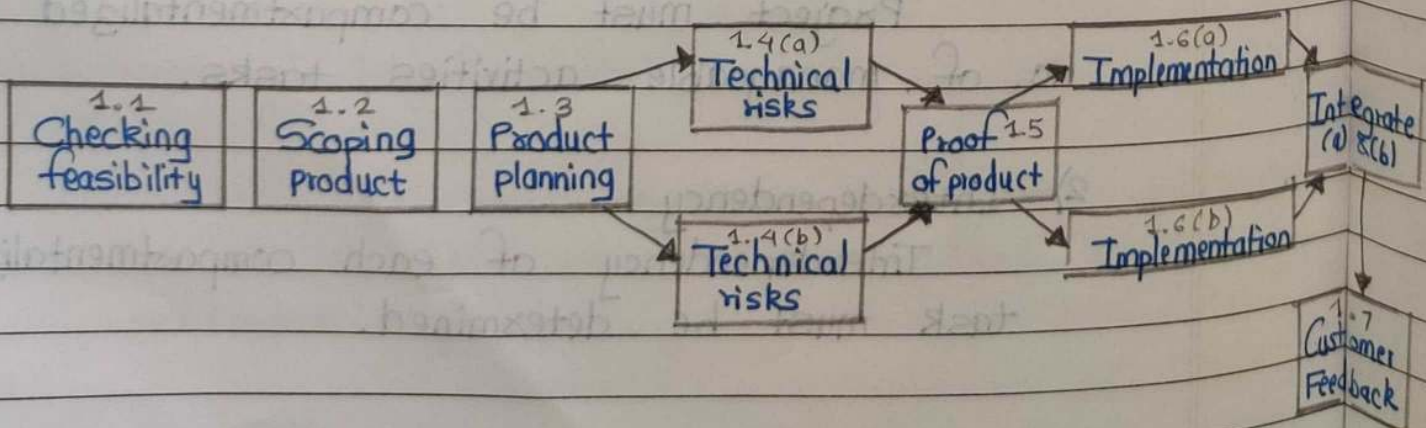 1.1
Checking
feasibility
1.2
Scoping
product
1.3
Product
planning
1.4(a)
Technical
risks
1.4(b)
Technical
risks
Proof 1.5
of product
1.6(a)
Implementation
1.6(b)
Implementation
Integrate
(a) &(b)
1.7
Customer
Feedback